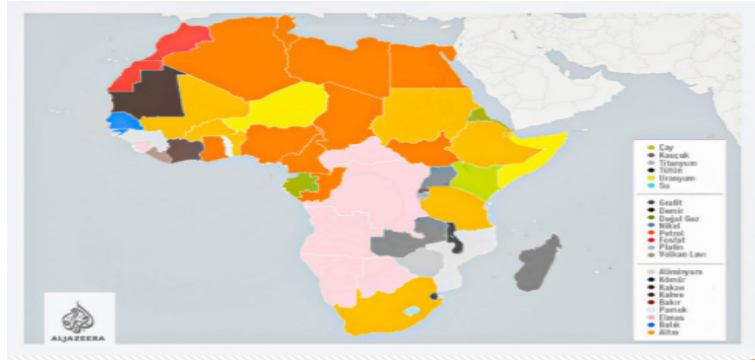 Çay
Kauçuk
Titanyum
Tütün
Uranyum
Su
Grafit
Demir
Doğal Gaz
Nikel
Petrol
Fosfat
Platin
Volkan Lavı
Alüminyum
Kömür
Kakao
Kahve
Bakır
Pamuk
Elmas
Balık
Altın
ALJAZEERA